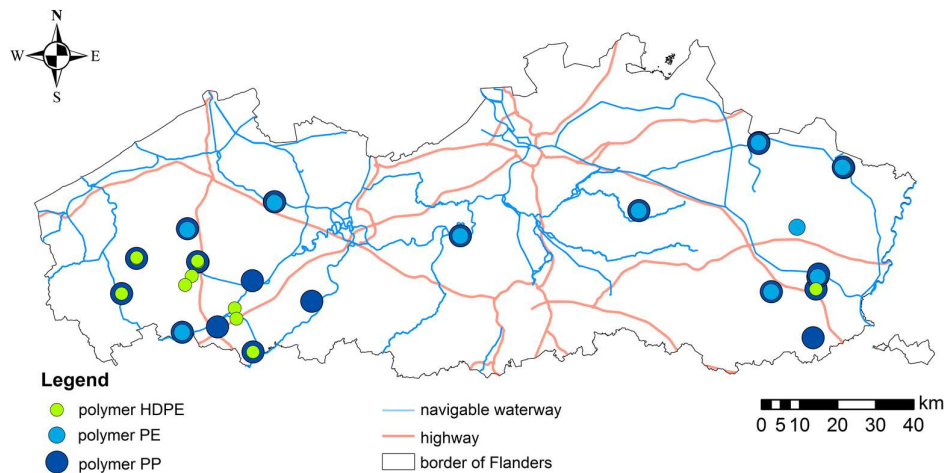 N
W E
S
Legend
polymer HDPE
polymer PE
polymer PP
navigable waterway
highway
border of Flanders
km
0 5 10 20 30 40